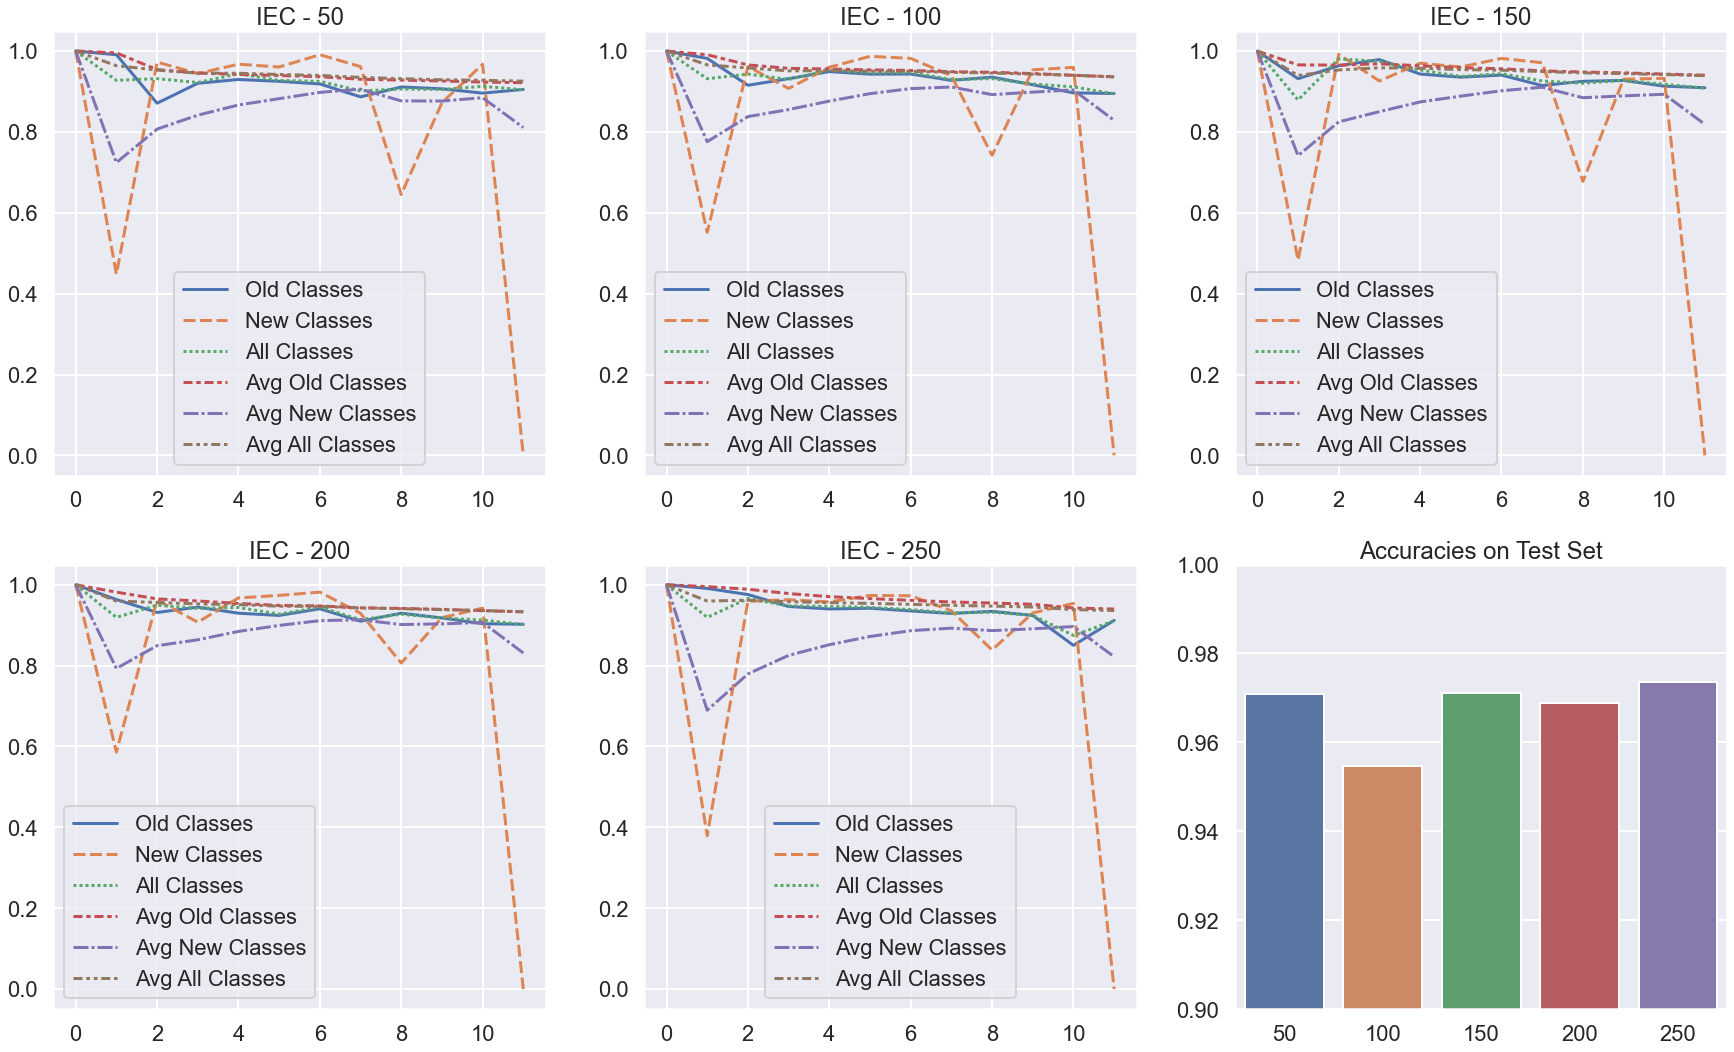 IEC - 50
1.0
0.8
0.6
0.4
0.2
0.0
Old Classes
New Classes
All Classes
Avg Old Classes
Avg New Classes
Avg All Classes
0 2 4 6 8 10
IEC - 100
1.0
0.8
0.6
0.4
0.2
0.0
Old Classes
New Classes
All Classes
Avg Old Classes
Avg New Classes
Avg All Classes
0 2 4 6 8 10
IEC - 150
1.0
0.8
0.6
0.4
0.2
0.0
Old Classes
New Classes
All Classes
Avg Old Classes
Avg New Classes
Avg All Classes
0 2 4 6 8 10
IEC - 200
1.0
0.8
0.6
0.4
0.2
0.0
Old Classes
New Classes
All Classes
Avg Old Classes
Avg New Classes
Avg All Classes
0 2 4 6 8 10
IEC - 250
1.0
0.8
0.6
0.4
0.2
0.0
Old Classes
New Classes
All Classes
Avg Old Classes
Avg New Classes
Avg All Classes
0 2 4 6 8 10
Accuracies on Test Set
1.00
0.98
0.96
0.94
0.92
0.90
50 100 150 200 250